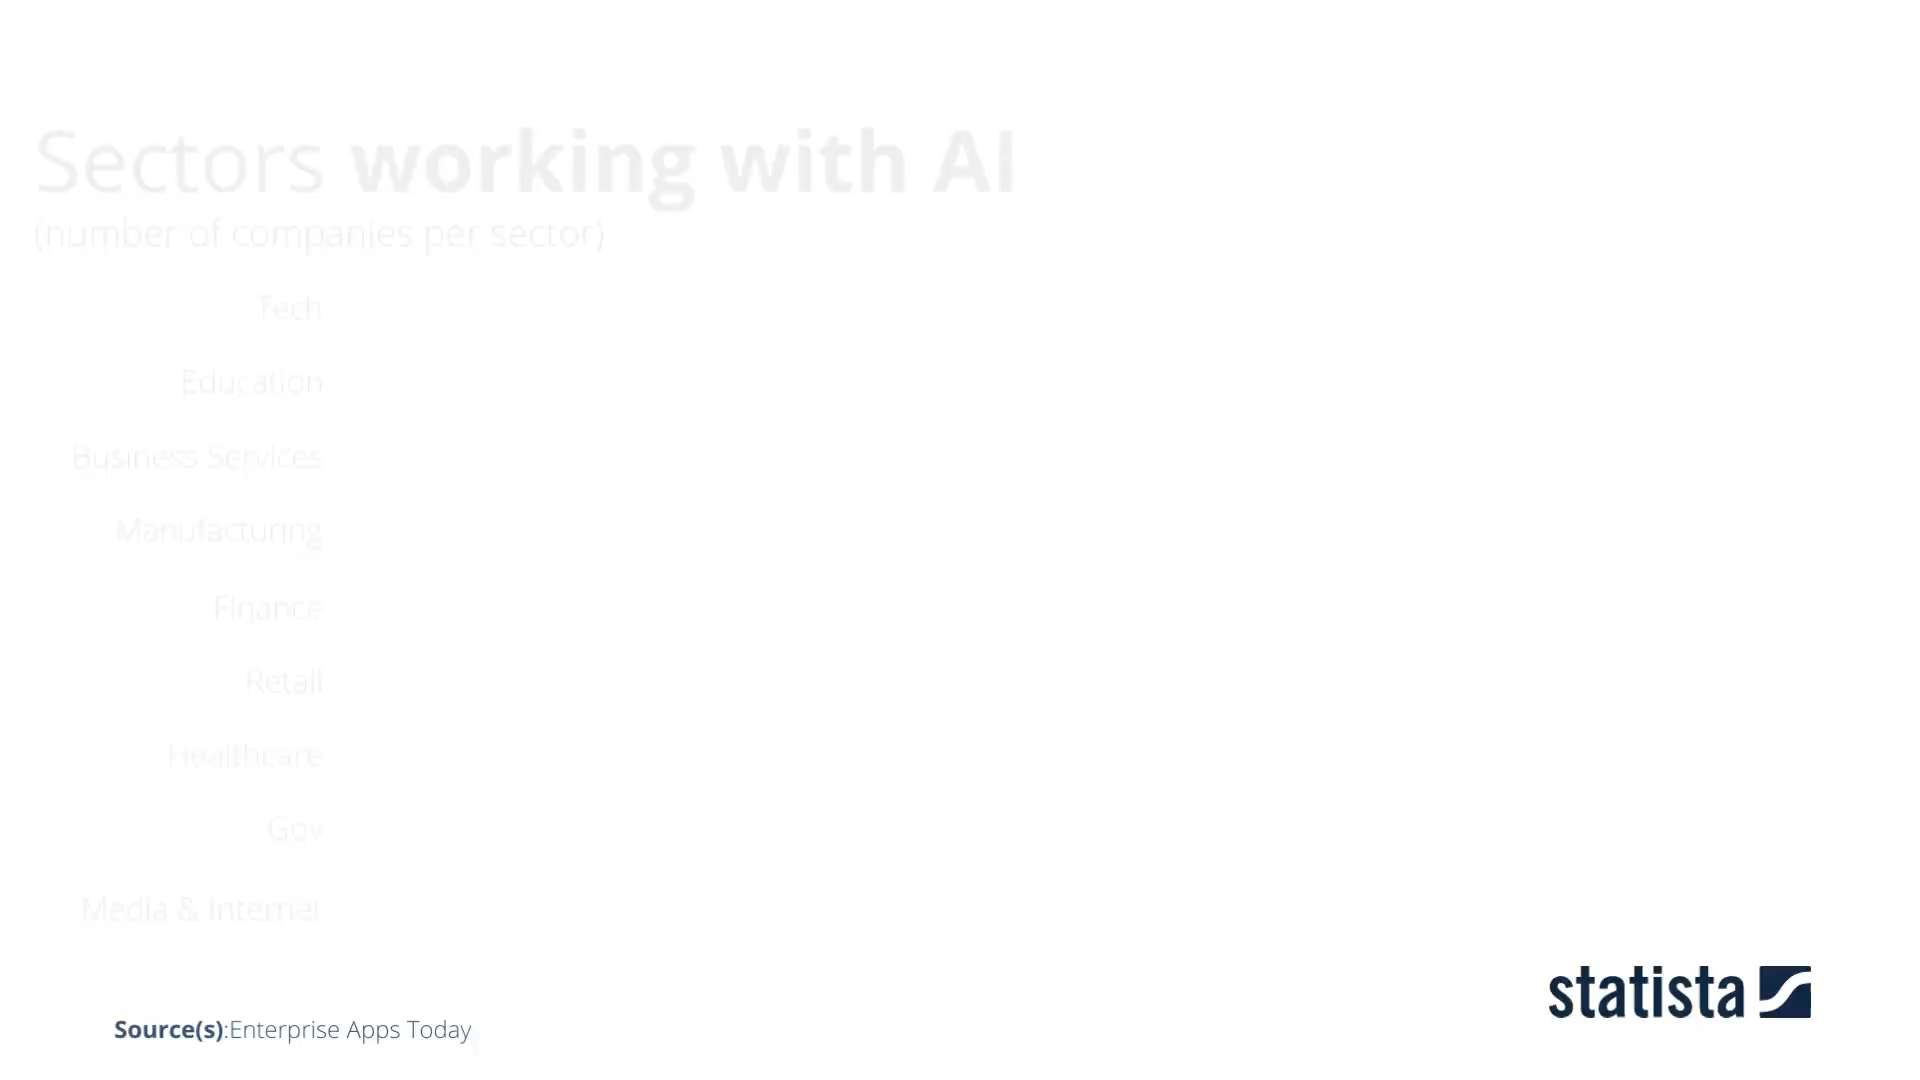 Sectors working with AI
(number of companies per sector)
Tech
Education
Business Services
Manufacturing
Finance
Retail
Healthcare
Gov
Media & Internet
statista
Source(s):Enterprise Apps Today